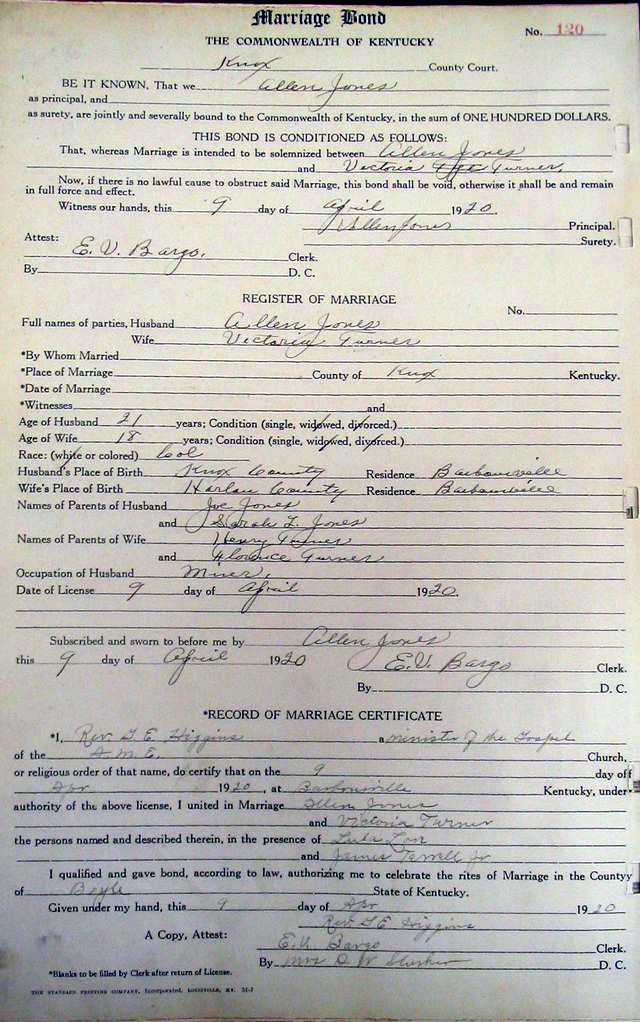 Marriage Bond
No. 120
THE COMMONWEALTH OF KENTUCKY
Knox County Court.
BE IT KNOWN, That we Allen Jones
as principal, and
as surety, are jointly and severally bound to the Commonwealth of Kentucky, in the sum of ONE HUNDRED DOLLARS.
THIS BOND IS CONDITIONED AS FOLLOWS:
That, whereas Marriage is intended to be solemnized between Allen Jones
and Victoria Turner,
Now, if there is no lawful cause to obstruct said Marriage, this bond shall be void, otherwise it shall be and remain
in full force and effect.
Witness our hands, this 9 day of April 1920.
Allen Jones Principal.
Surety.
Attest: E. V. Bargo, Clerk.
By D. C.
REGISTER OF MARRIAGE
No.
Full names of parties, Husband Allen Jones
Wife Victoria Turner
*By Whom Married
*Place of Marriage County of Knox Kentucky.
*Date of Marriage
*Witnesses and
Age of Husband 21 years; Condition (single, widowed, divorced.)
Age of Wife 18 years; Condition (single, widowed, divorced.)
Race: (white or colored) Col
Husband's Place of Birth Knox County Residence Barbourville
Wife's Place of Birth Harlan County Residence Barbourville
Names of Parents of Husband Joe Jones
and Sarah L. Jones
Names of Parents of Wife Henry Turner
and Florence Turner
Occupation of Husband Miner.
Date of License 9 day of April 1920.
Subscribed and sworn to before me by Allen Jones
this 9 day of April 1920 E. V. Bargo Clerk.
By D. C.
*RECORD OF MARRIAGE CERTIFICATE
*I, Rev. G. E. Higgins a minister of the Gospel
of the A. M. E. Church,
or religious order of that name, do certify that on the 9 day off
Apr 1920, at Barbourville Kentucky, under
authority of the above license, I united in Marriage Allen Jones
and Victoria Turner
the persons named and described therein, in the presence of Lula
and James Terrell Jr
I qualified and gave bond, according to law, authorizing me to celebrate the rites of Marriage in the County
of Boyle State of Kentucky.
Given under my hand, this 9 day of Apr 1920
Rev. G E Higgins
A Copy, Attest: E. V. Bargo Clerk.
By Mrs D W D. C.
*Blanks to be filled by Clerk after return of License.
THE STANDARD PRINTING COMPANY, Incorporated, LOUISVILLE, KY.